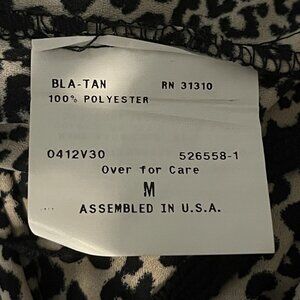 BLA-TAN RN 31310
100% POLYESTER
0412V30 526558-1
Over for Care
M
ASSEMBLED IN U.S.A.